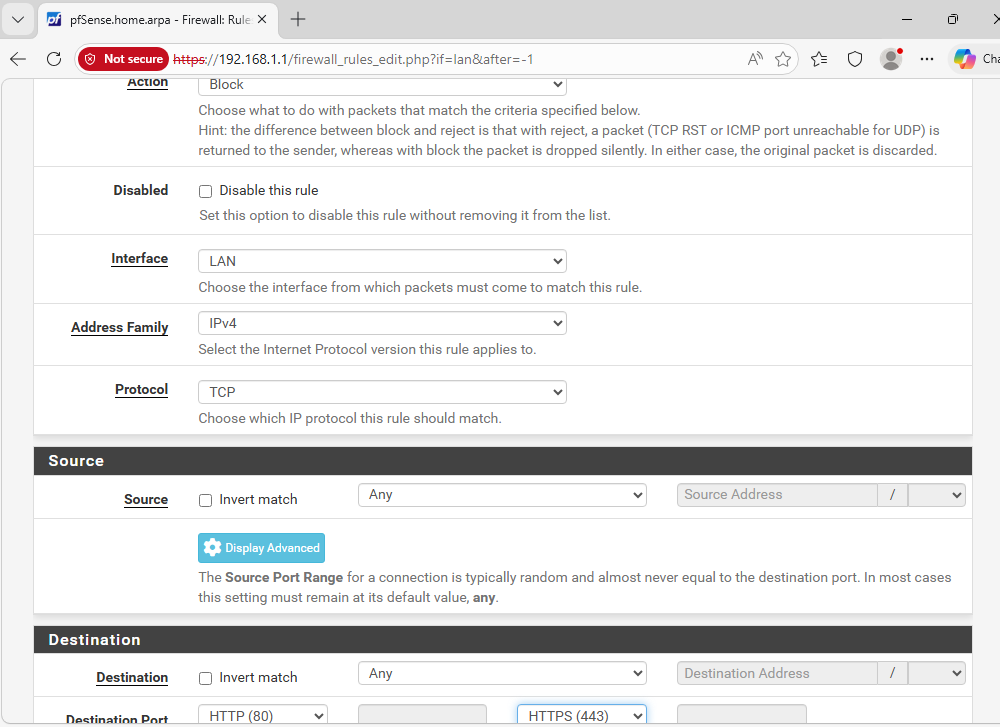 pfSense.home.arpa - Firewall: Rule
Not secure https://192.168.1.1/firewall_rules_edit.php?if=lan&after=-1
Action Block
Choose what to do with packets that match the criteria specified below.
Hint: the difference between block and reject is that with reject, a packet (TCP RST or ICMP port unreachable for UDP) is
returned to the sender, whereas with block the packet is dropped silently. In either case, the original packet is discarded.
Disabled Disable this rule
Set this option to disable this rule without removing it from the list.
Interface LAN
Choose the interface from which packets must come to match this rule.
Address Family IPv4
Select the Internet Protocol version this rule applies to.
Protocol TCP
Choose which IP protocol this rule should match.
Source
Source Invert match Any Source Address /
Display Advanced
The Source Port Range for a connection is typically random and almost never equal to the destination port. In most cases
this setting must remain at its default value, any.
Destination
Destination Invert match Any Destination Address /
Destination Port HTTP (80) HTTPS (443)